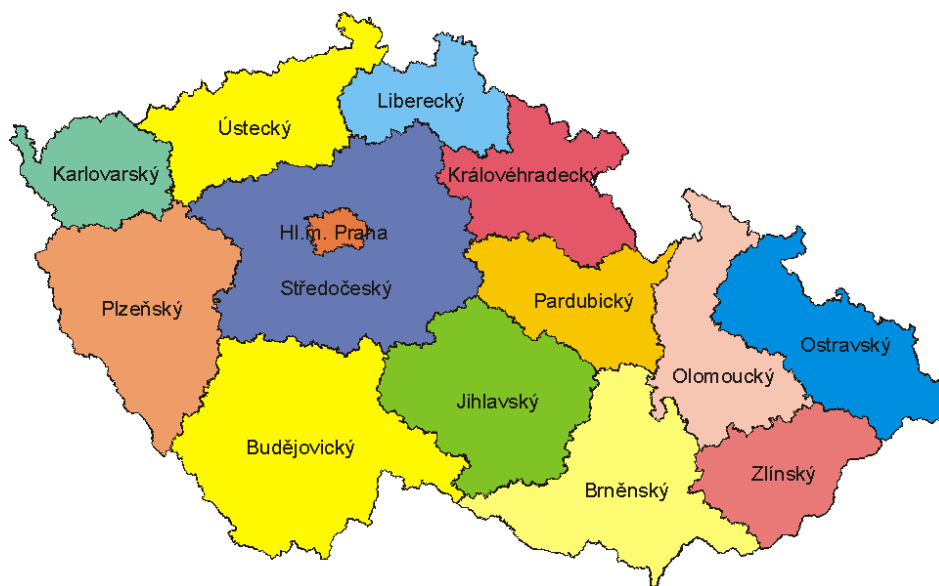 Liberecký
Ústecký
Karlovarský
Královéhradecký
Hl.m. Praha
Středočeský
Plzeňský
Pardubický
Ostravský
Olomoucký
Jihlavský
Budějovický
Zlínský
Brněnský